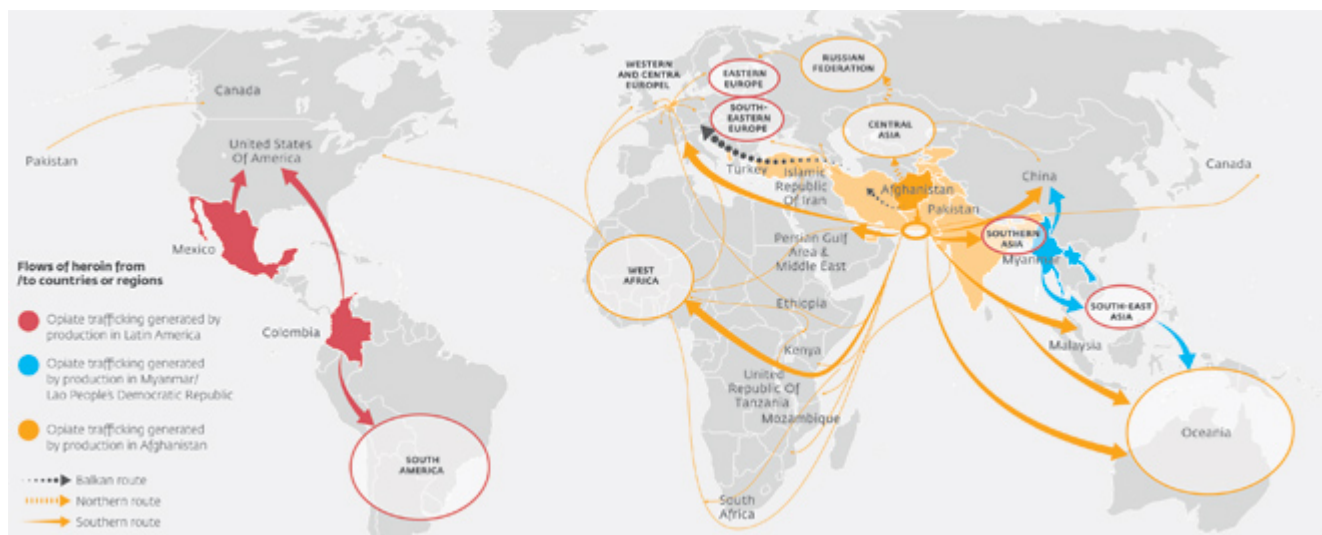 WESTERN
AND CENTRA
EUROPEL
EASTERN
EUROPE
SOUTH-
EASTERN
EUROPE
RUSSIAN
FEDERATION
CENTRAL
ASIA
Canada
United States
Of America
Pakistan
Mexico
Colombia
SOUTH
AMERICA
Turkey
Islamic
Republic
Of Iran
Afghanistan
Pakistan
Persian Gulf
Area &
Middle East
WEST
AFRICA
Ethiopia
Kenya
United
Republic Of
Tanzania
Mozambique
South
Africa
China
Canada
SOUTHERN
ASIA
Myanmar
SOUTH-EAST
ASIA
Malaysia
Oceania
Flows of heroin from
/to countries or regions
Opiate trafficking generated by
production in Latin America
Opiate trafficking generated
by production in Myanmar/
Lao People's Democratic Republic
Opiate trafficking generated
by production in Afghanistan
Balkan route
Northern route
Southern route